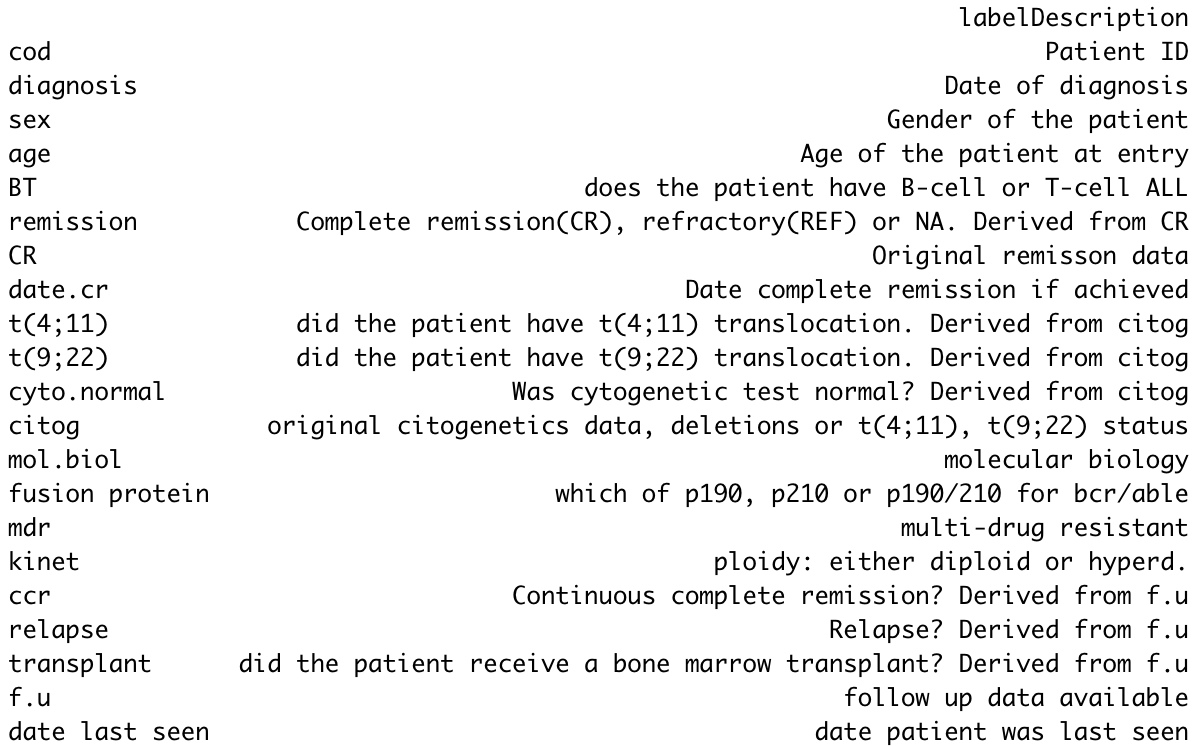 labelDescription
cod Patient ID
diagnosis Date of diagnosis
sex Gender of the patient
age Age of the patient at entry
BT does the patient have B-cell or T-cell ALL
remission Complete remission(CR), refractory(REF) or NA. Derived from CR
CR Original remisson data
date.cr Date complete remission if achieved
t(4;11) did the patient have t(4;11) translocation. Derived from citog
t(9;22) did the patient have t(9;22) translocation. Derived from citog
cyto.normal Was cytogenetic test normal? Derived from citog
citog original citogenetics data, deletions or t(4;11), t(9;22) status
mol.biol molecular biology
fusion protein which of p190, p210 or p190/210 for bcr/able
mdr multi-drug resistant
kinet ploidy: either diploid or hyperd.
ccr Continuous complete remission? Derived from f.u
relapse Relapse? Derived from f.u
transplant did the patient receive a bone marrow transplant? Derived from f.u
f.u follow up data available
date last seen date patient was last seen